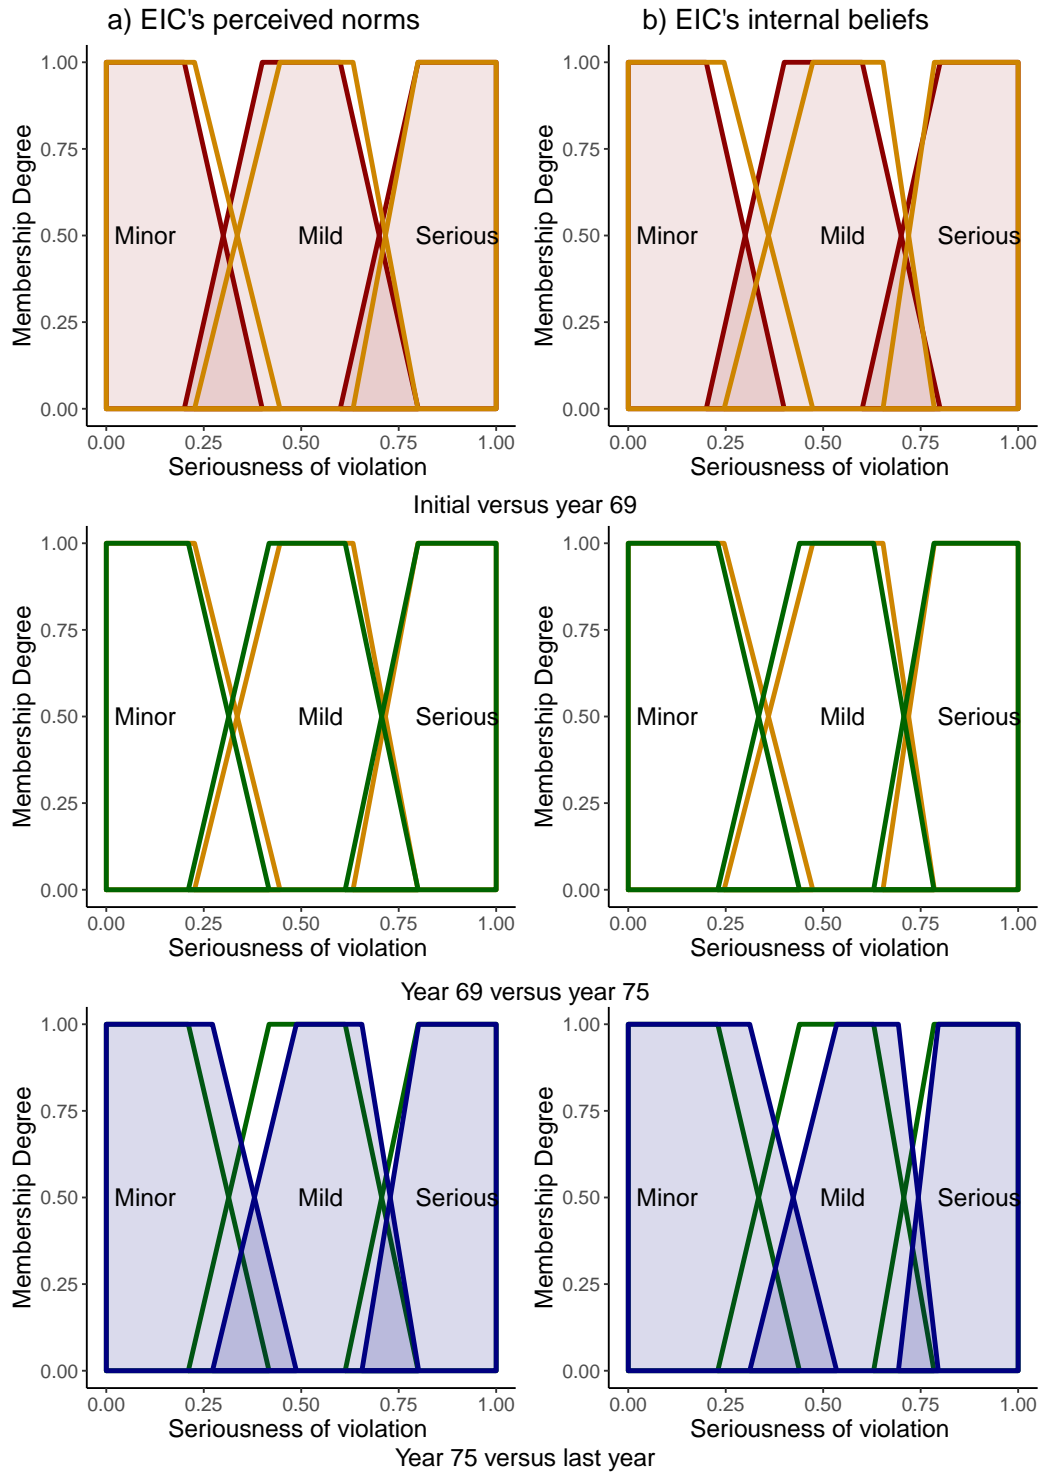 a) EIC's perceived norms
b) EIC's internal beliefs
1.00
0.75
0.50
0.25
0.00
Membership Degree
Minor
Mild
Serious
0.00 0.25 0.50 0.75 1.00
Seriousness of violation
1.00
0.75
0.50
0.25
0.00
Membership Degree
Minor
Mild
Serious
0.00 0.25 0.50 0.75 1.00
Seriousness of violation
Initial versus year 69
1.00
0.75
0.50
0.25
0.00
Membership Degree
Minor
Mild
Serious
0.00 0.25 0.50 0.75 1.00
Seriousness of violation
1.00
0.75
0.50
0.25
0.00
Membership Degree
Minor
Mild
Serious
0.00 0.25 0.50 0.75 1.00
Seriousness of violation
Year 69 versus year 75
1.00
0.75
0.50
0.25
0.00
Membership Degree
Minor
Mild
Serious
0.00 0.25 0.50 0.75 1.00
Seriousness of violation
1.00
0.75
0.50
0.25
0.00
Membership Degree
Minor
Mild
Serious
0.00 0.25 0.50 0.75 1.00
Seriousness of violation
Year 75 versus last year